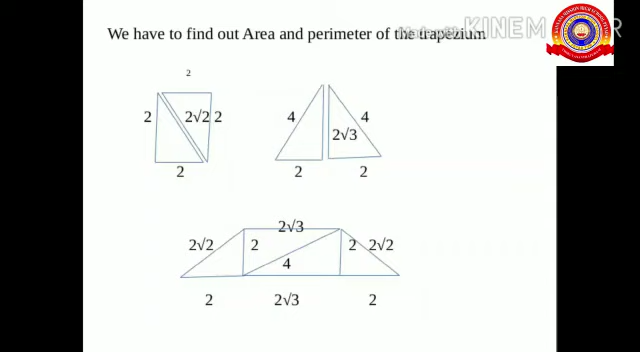 We have to find out Area and perimeter of the trapezium
KINEM R
2
2 2√2 2
2
4 4
2√3
2 2
2√3
2√2 2 2 2√2
4
2 2√3 2